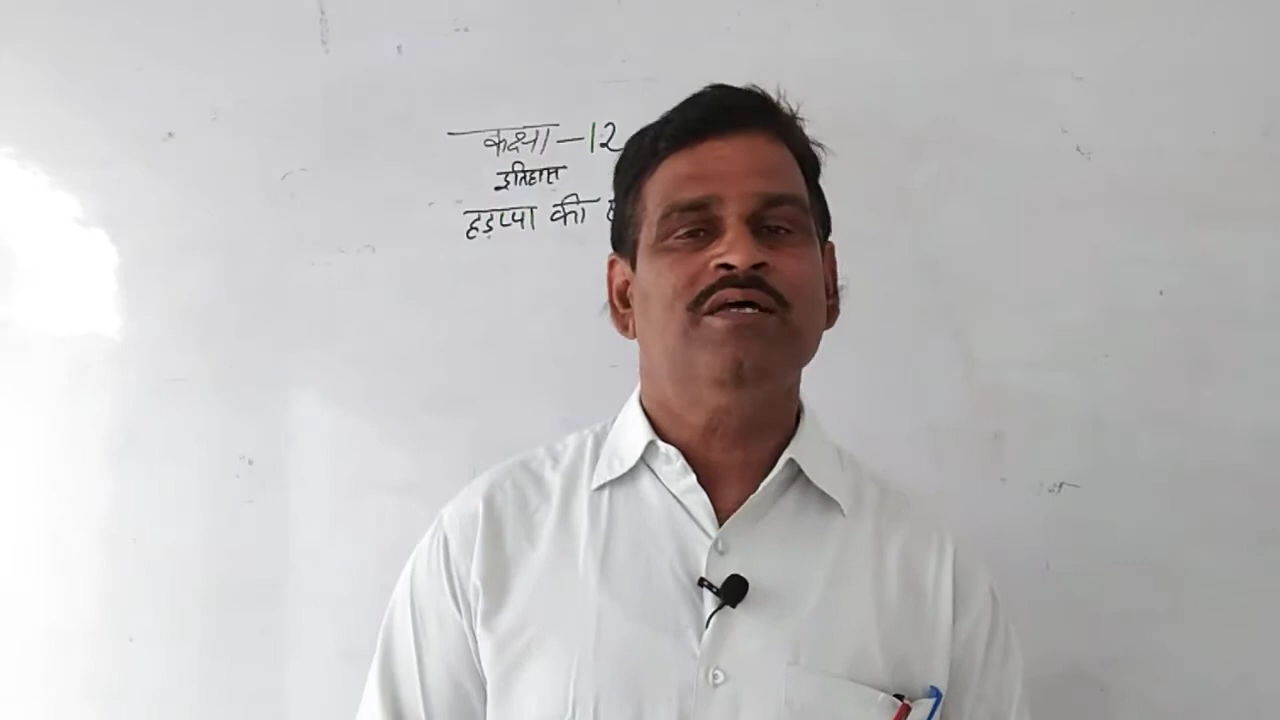 कक्षा -12
इतिहास
हड़प्पा की